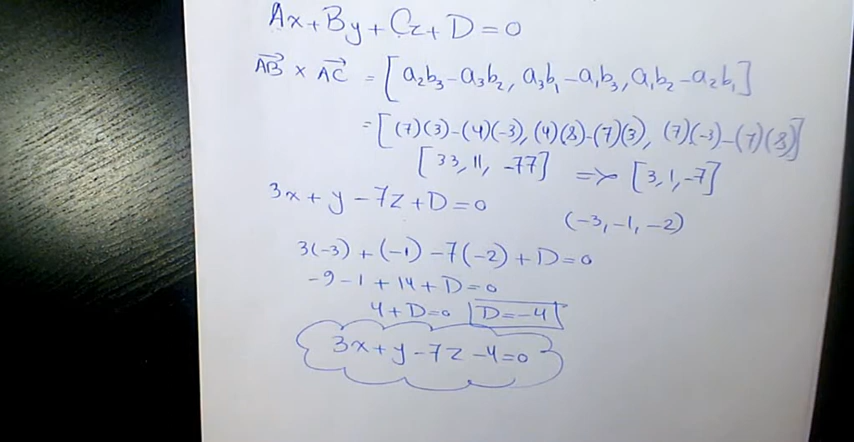 Ax+By+Cz+D=0
AB × AC = [a₂b₃-a₃b₂, a₃b₁-a₁b₃, a₁b₂-a₂b₁]
=[(7)(3)-(4)(-3), (4)(8)-(7)(3), (7)(-3)-(7)(8)]
[33, 11, -77] => [3, 1, -7]
3x+y-7z+D=0
(-3, -1, -2)
3(-3)+(-1)-7(-2)+D=0
-9-1+14+D=0
4+D=0 D=-4
3x+y-7z-4=0